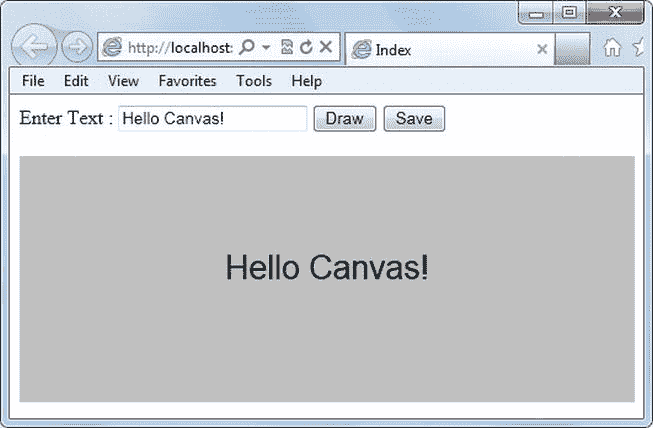 http://localhost:
Index
File Edit View Favorites Tools Help
Enter Text : Hello Canvas! Draw Save
Hello Canvas!